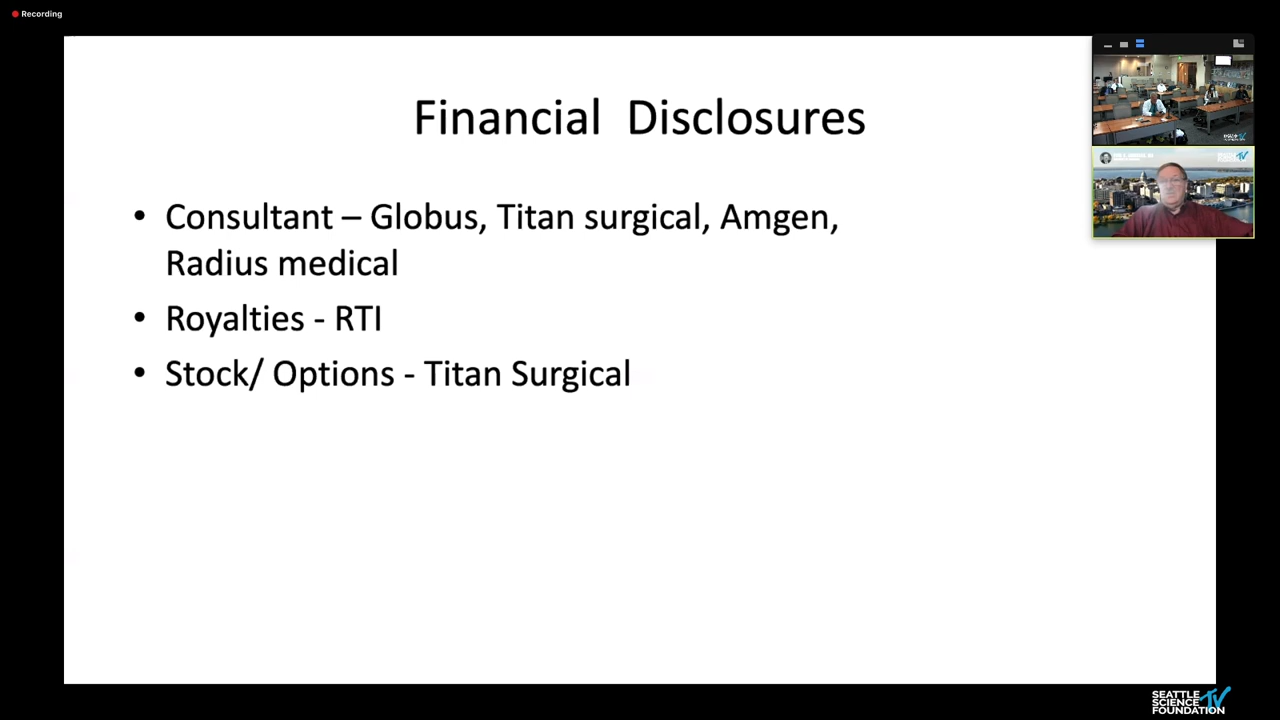 Recording
Financial Disclosures
• Consultant – Globus, Titan surgical, Amgen,
Radius medical
• Royalties - RTI
• Stock/ Options - Titan Surgical
SEATTLE
SCIENCE
FOUNDATION
TV